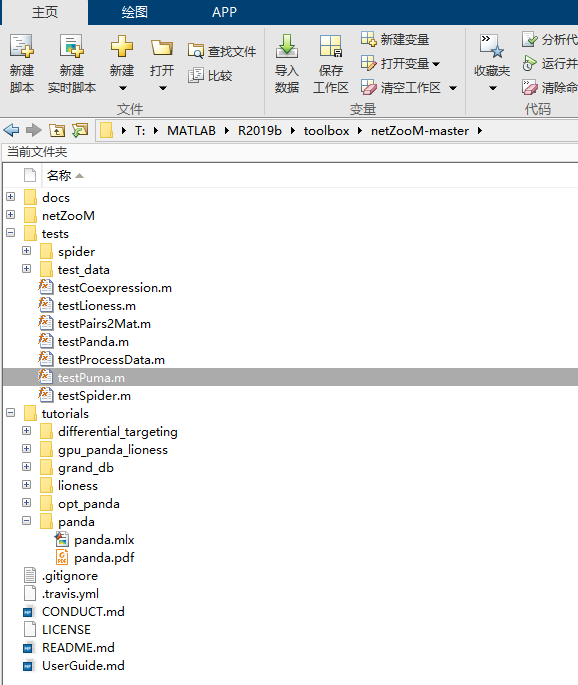 主页 绘图 APP
新建 脚本
新建 实时脚本
新建
打开
查找文件
比较
导入 数据
保存 工作区
新建变量
打开变量
清空工作区
收藏夹
分析代
运行并
清除命
文件 变量 代码
T: MATLAB R2019b toolbox netZooM-master
当前文件夹
名称
docs
netZooM
tests
spider
test_data
testCoexpression.m
testLioness.m
testPairs2Mat.m
testPanda.m
testProcessData.m
testPuma.m
testSpider.m
tutorials
differential_targeting
gpu_panda_lioness
grand_db
lioness
opt_panda
panda
panda.mlx
panda.pdf
.gitignore
.travis.yml
CONDUCT.md
LICENSE
README.md
UserGuide.md